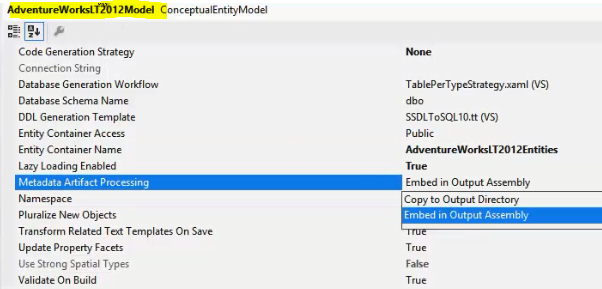 AdventureWorksLT2012Model ConceptualEntityModel
Code Generation Strategy None
Connection String
Database Generation Workflow TablePerTypeStrategy.xaml (VS)
Database Schema Name dbo
DDL Generation Template SSDLToSQL10.tt (VS)
Entity Container Access Public
Entity Container Name AdventureWorksLT2012Entities
Lazy Loading Enabled True
Metadata Artifact Processing Embed in Output Assembly
Namespace Copy to Output Directory
Pluralize New Objects Embed in Output Assembly
Transform Related Text Templates On Save True
Update Property Facets True
Use Strong Spatial Types False
Validate On Build True